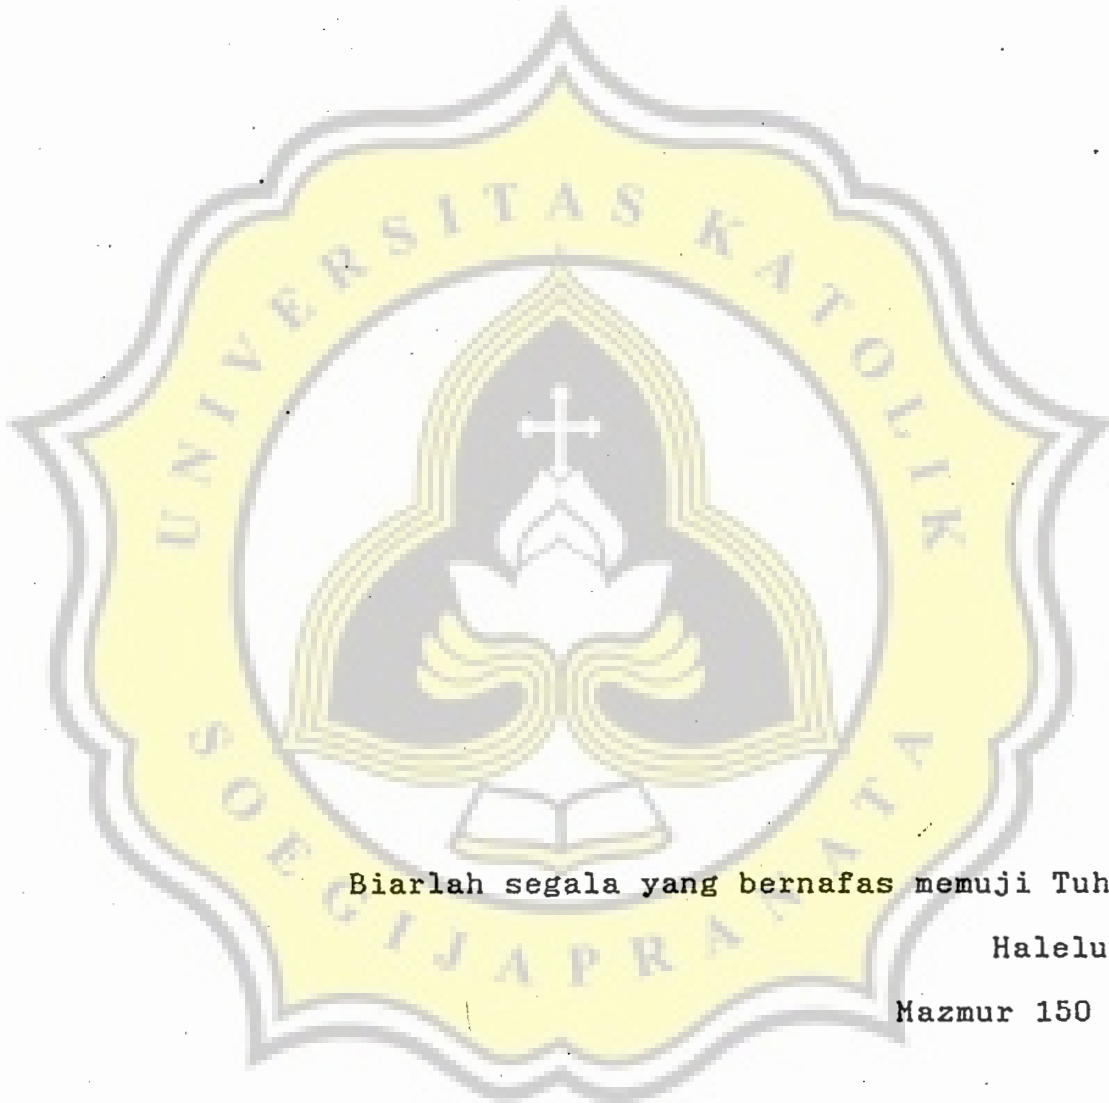 UNIVERSITAS KATOLIK
SOEGIJAPRANATA
Biarlah segala yang bernafas memuji Tuh
Halelu
Mazmur 150